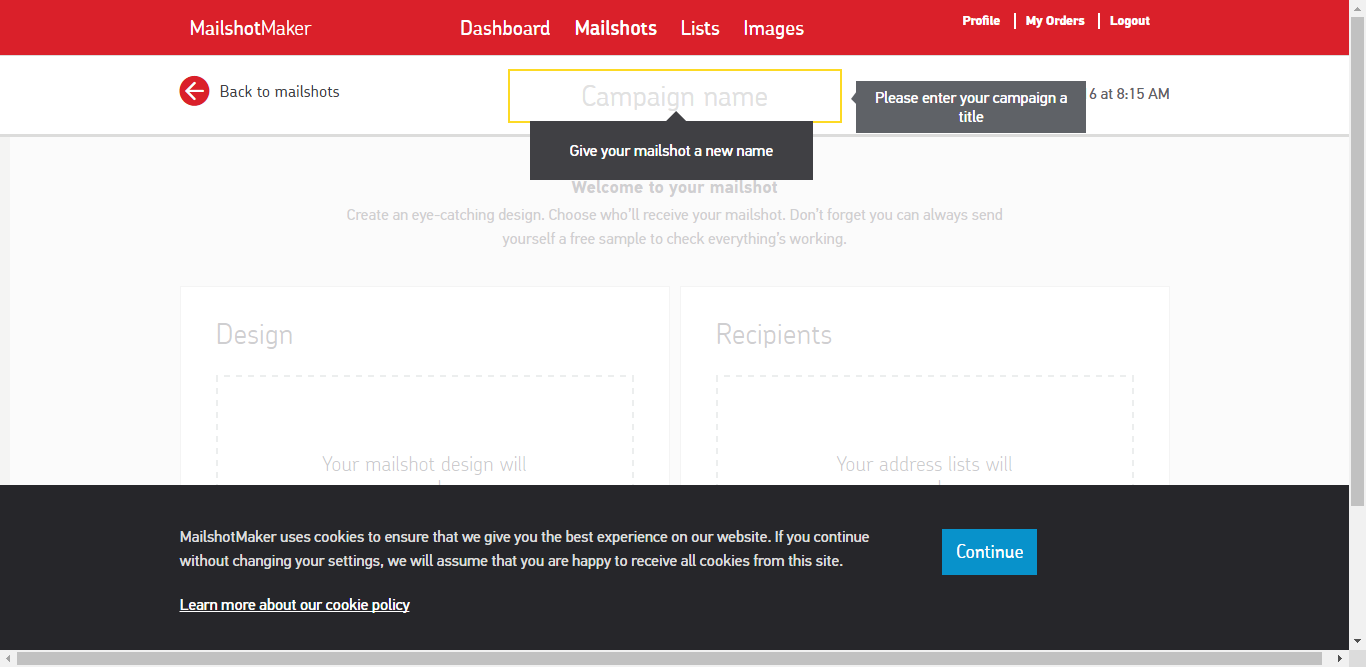 MailshotMaker
Dashboard Mailshots Lists Images
Profile My Orders Logout
Back to mailshots
Campaign name
Please enter your campaign a
title
6 at 8:15 AM
Give your mailshot a new name
Welcome to your mailshot
Create an eye-catching design. Choose who'll receive your mailshot. Don't forget you can always send
yourself a free sample to check everything's working.
Design
Your mailshot design will
Recipients
Your address lists will
MailshotMaker uses cookies to ensure that we give you the best experience on our website. If you continue
without changing your settings, we will assume that you are happy to receive all cookies from this site.
Continue
Learn more about our cookie policy